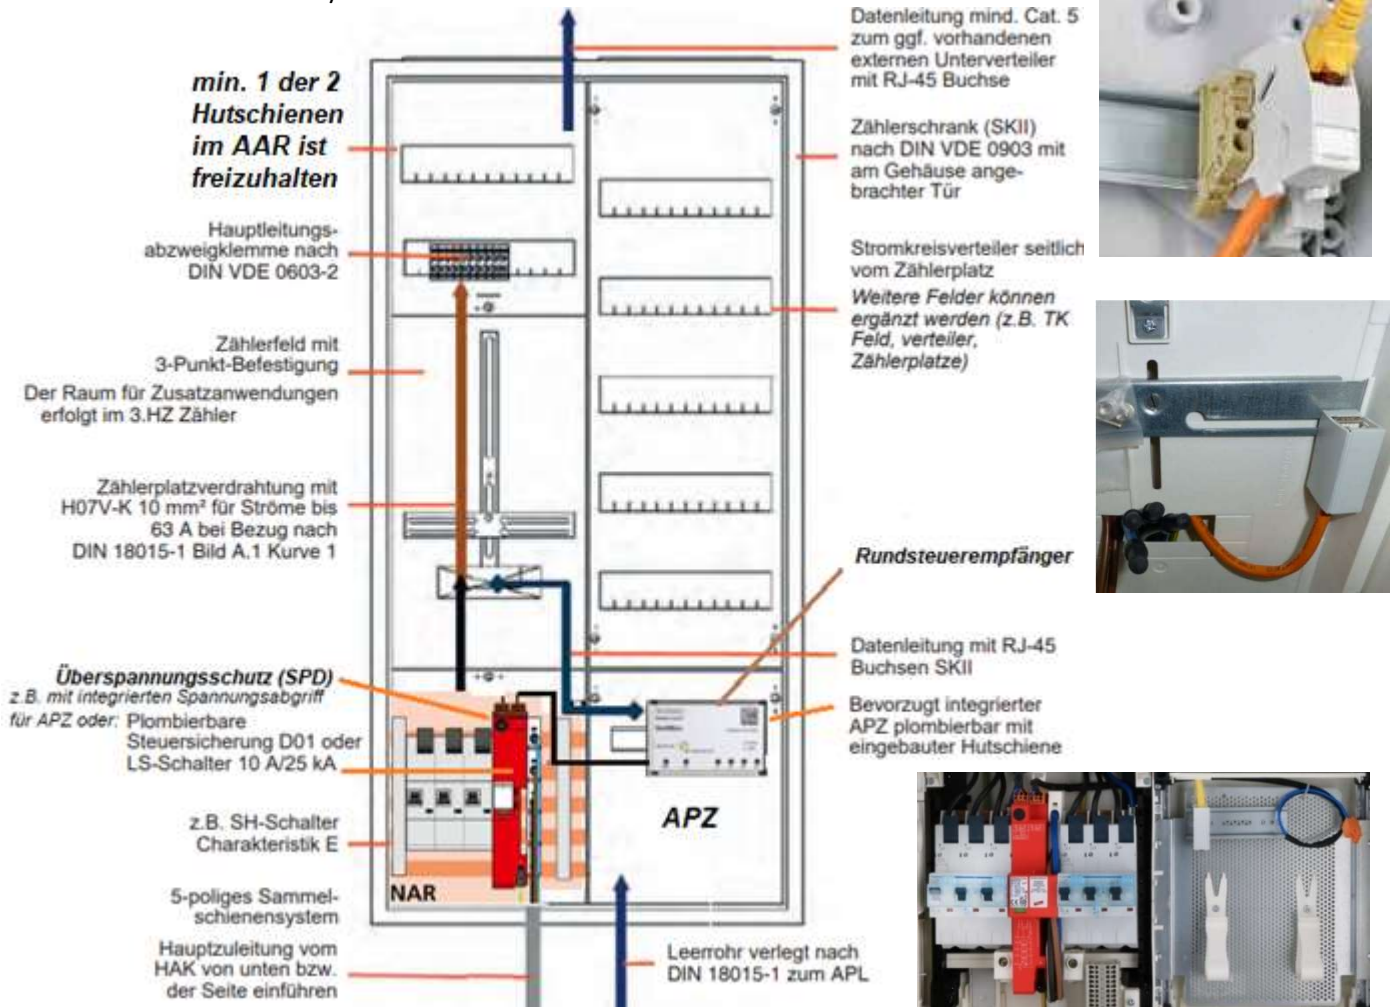 min. 1 der 2
Hutschienen
im AAR ist
freizuhalten
Hauptleitungs-
abzweigklemme nach
DIN VDE 0603-2
Zählerfeld mit
3-Punkt-Befestigung
Der Raum für Zusatzanwendungen
erfolgt im 3.HZ Zähler
Zählerplatzverdrahtung mit
H07V-K 10 mm² für Ströme bis
63 A bei Bezug nach
DIN 18015-1 Bild A.1 Kurve 1
Überspannungsschutz (SPD)
z.B. mit integrierten Spannungsabgriff
für APZ oder: Plombierbare
Steuersicherung D01 oder
LS-Schalter 10 A/25 kA
z.B. SH-Schalter
Charakteristik E
5-poliges Sammel-
schienensystem
Hauptzuleitung vom
HAK von unten bzw.
der Seite einführen
NAR
APZ
Datenleitung mind. Cat. 5
zum ggf. vorhandenen
externen Unterverteiler
mit RJ-45 Buchse
Zählerschrank (SKII)
nach DIN VDE 0903 mit
am Gehäuse ange-
brachter Tür
Stromkreisverteiler seitlich
vom Zählerplatz
Weitere Felder können
ergänzt werden (z.B. TK
Feld, verteiler,
Zählerplatze)
Rundsteuerempfänger
Datenleitung mit RJ-45
Buchsen SKII
Bevorzugt integrierter
APZ plombierbar mit
eingebauter Hutschiene
Leerrohr verlegt nach
DIN 18015-1 zum APL